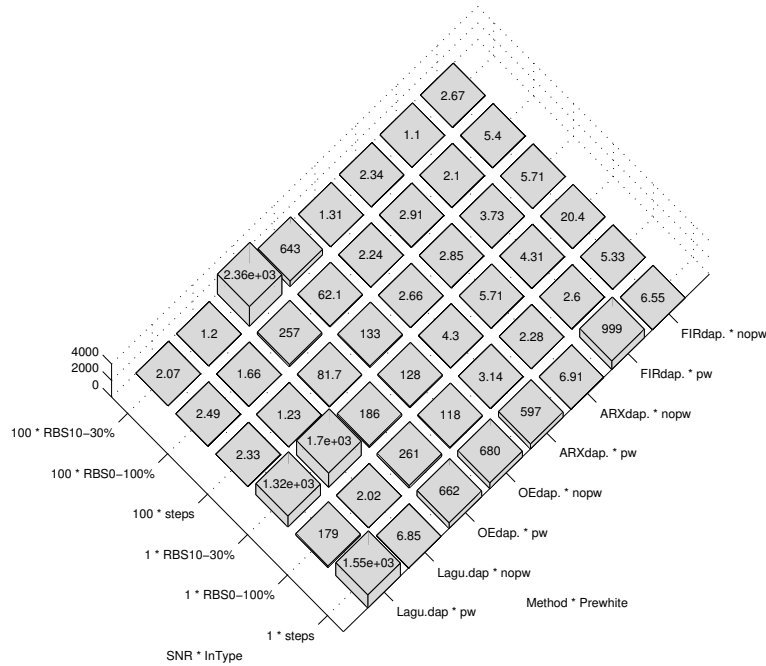 2.67
1.1
5.4
2.34
2.1
5.71
1.31
2.91
3.73
20.4
643
2.24
2.85
4.31
5.33
2.36e+03
62.1
2.66
5.71
2.6
6.55
1.2
257
133
4.3
2.28
999
FIRdap. * nopw
4000
2000
0
2.07
1.66
81.7
128
3.14
6.91
FIRdap. * pw
2.49
1.23
186
118
597
ARXdap. * nopw
100 * RBS10−30%
2.33
1.7e+03
261
680
ARXdap. * pw
100 * RBS0−100%
1.32e+03
2.02
662
OEdap. * nopw
100 * steps
179
6.85
OEdap. * pw
1 * RBS10−30%
1.55e+03
Lagu.dap * nopw
1 * RBS0−100%
Lagu.dap * pw
Method * Prewhite
1 * steps
SNR * InType